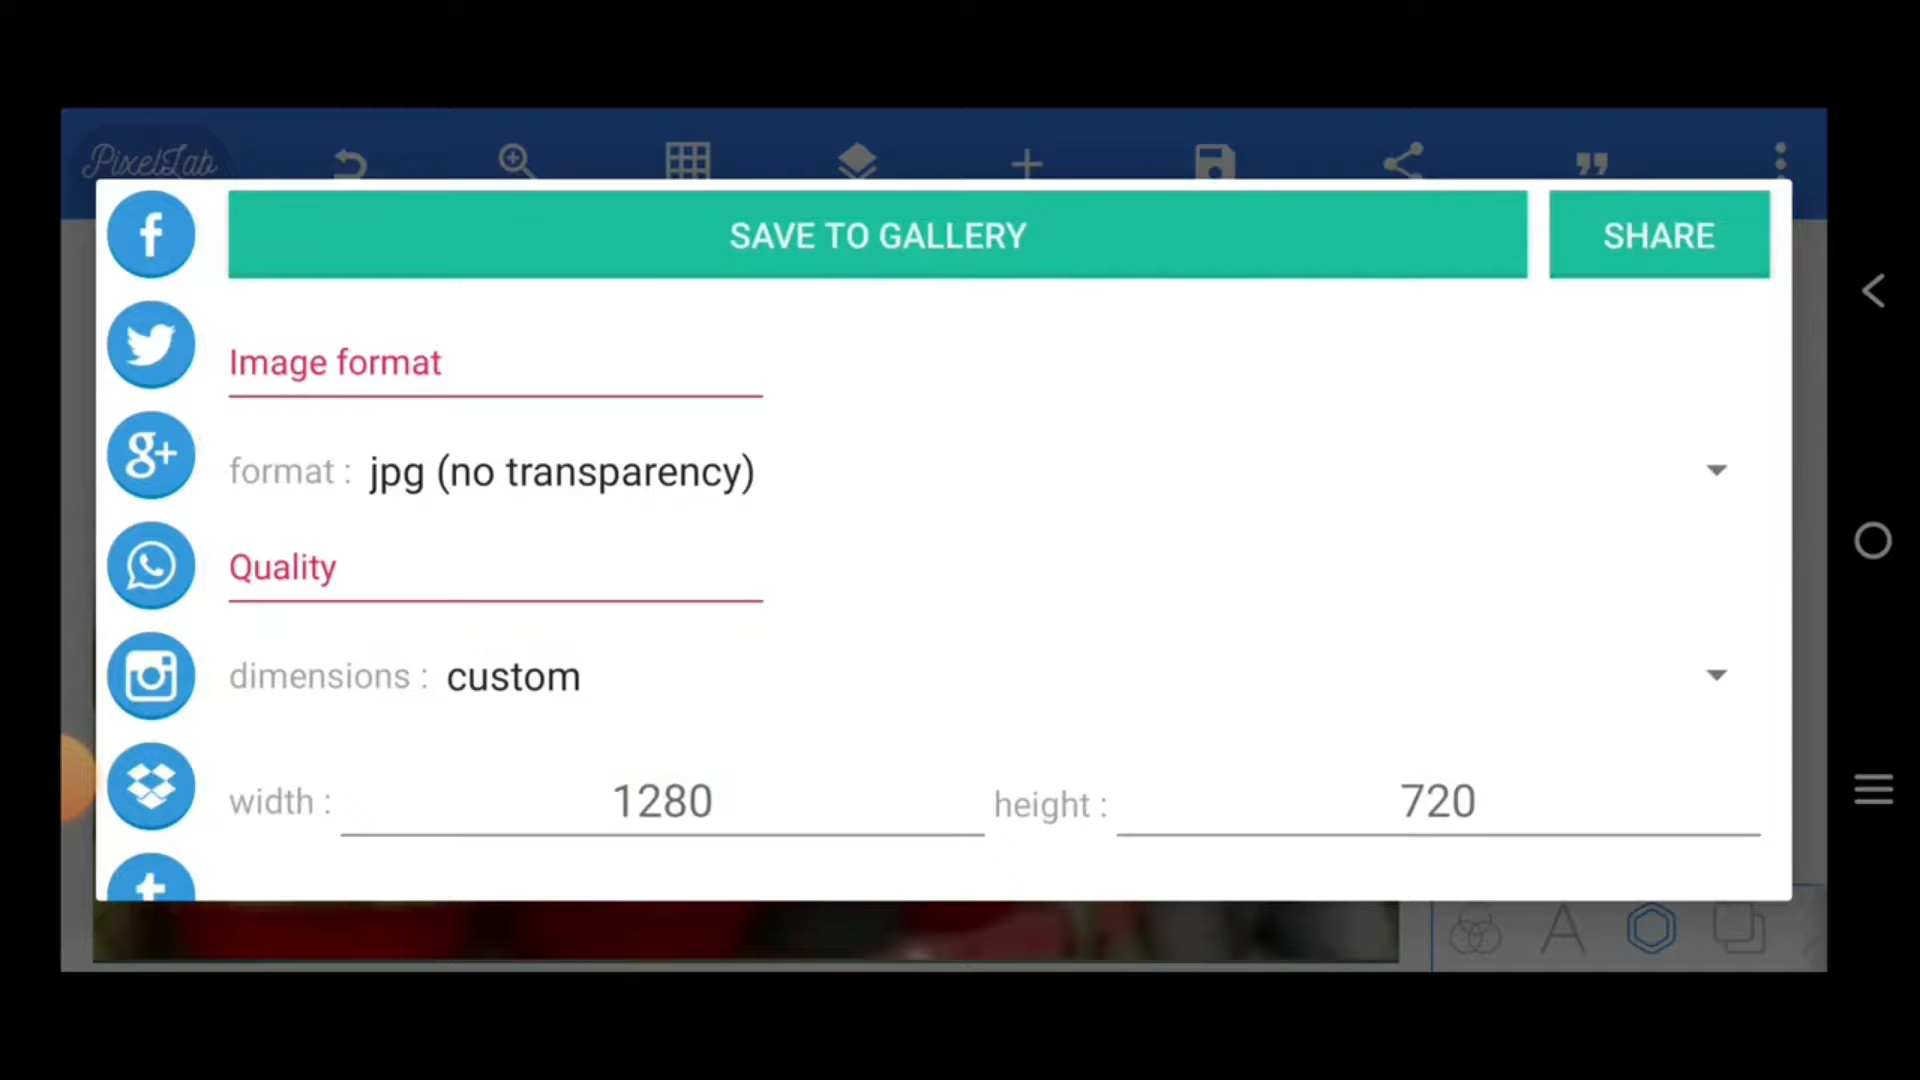 PixelLab
SAVE TO GALLERY
SHARE
Image format
format : jpg (no transparency)
Quality
dimensions : custom
width : 1280 height : 720